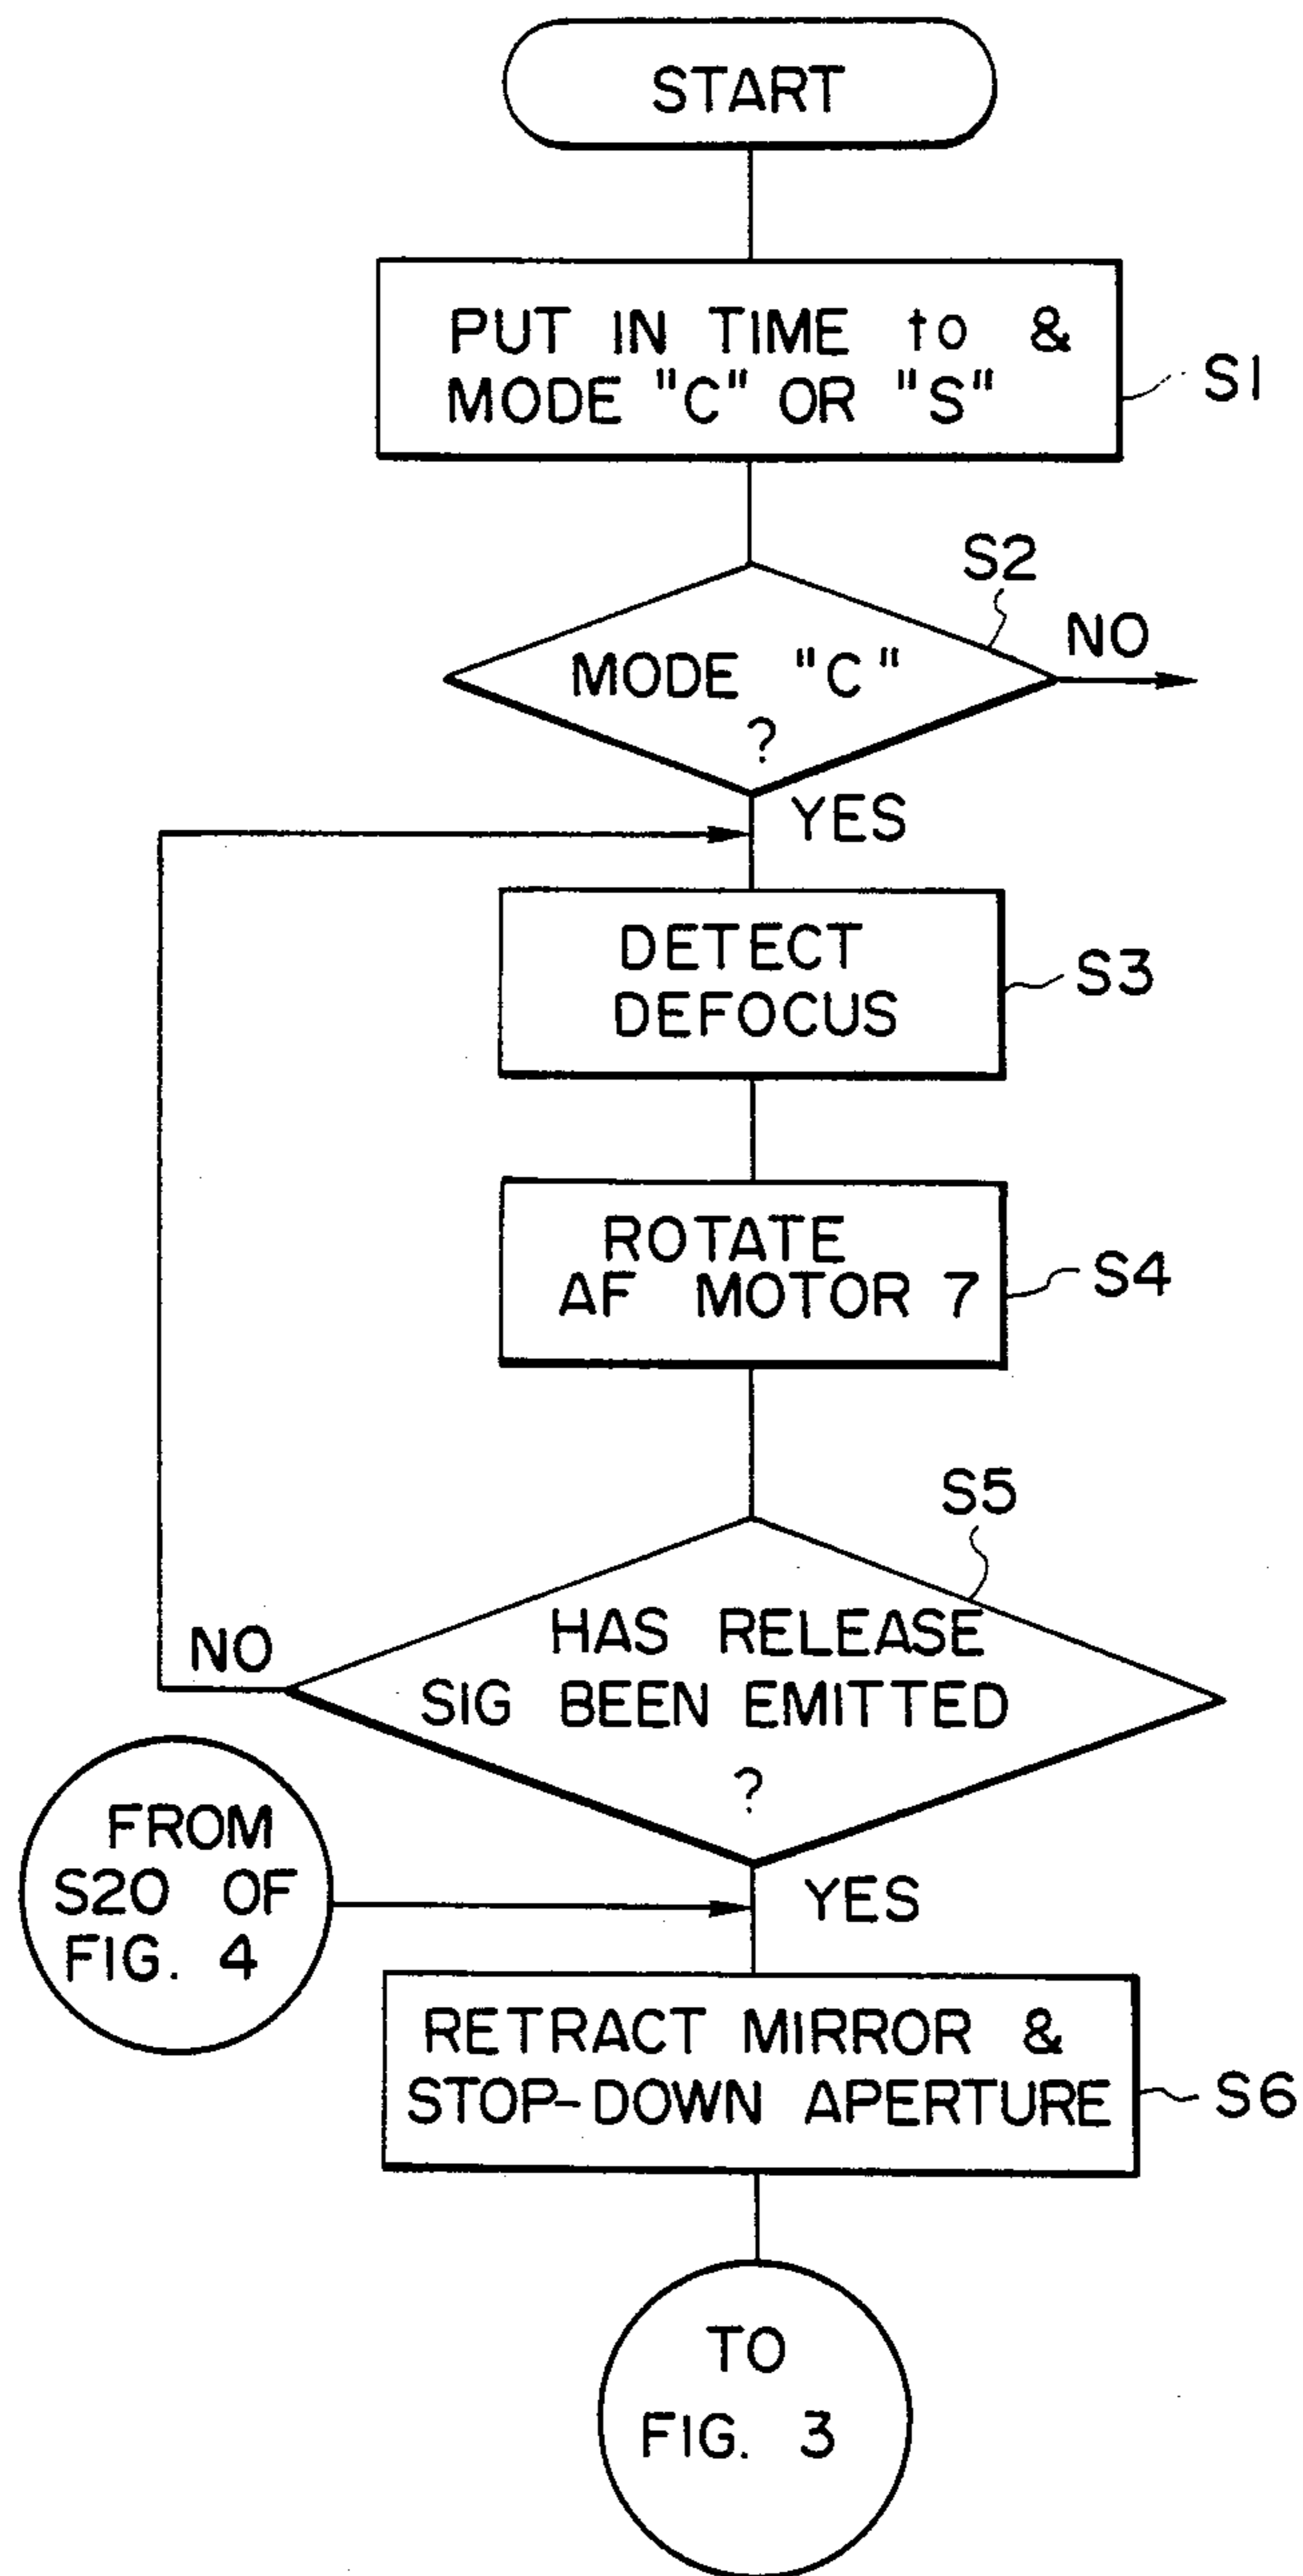 START
PUT IN TIME to &
MODE "C" OR "S"
S1
S2
MODE "C"
?
NO
YES
DETECT
DEFOCUS
S3
ROTATE
AF MOTOR 7
S4
S5
HAS RELEASE
SIG BEEN EMITTED
?
NO
YES
FROM
S20 OF
FIG. 4
RETRACT MIRROR &
STOP-DOWN APERTURE
S6
TO
FIG. 3